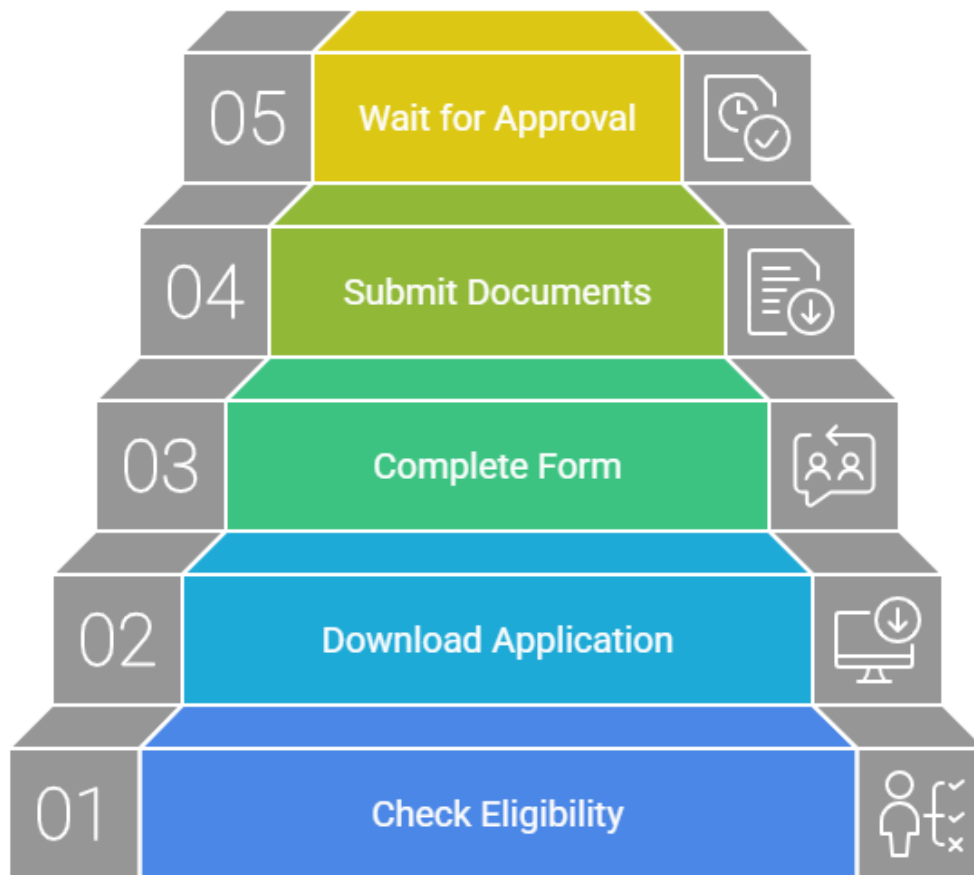 05
Wait for Approval
04
Submit Documents
03
Complete Form
02
Download Application
01
Check Eligibility